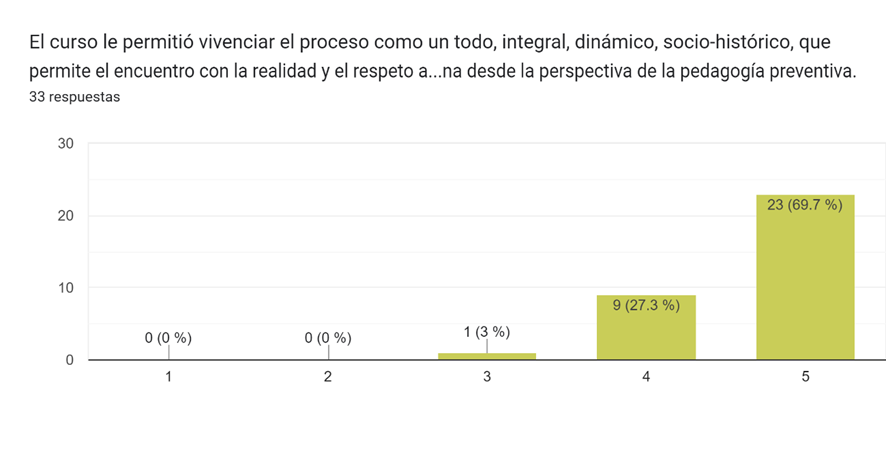 El curso le permitió vivenciar el proceso como un todo, integral, dinámico, socio-histórico, que
permite el encuentro con la realidad y el respeto a...na desde la perspectiva de la pedagogía preventiva.
33 respuestas
30
20
10
0
0 (0 %)
0 (0 %)
1 (3 %)
9 (27.3 %)
23 (69.7 %)
1
2
3
4
5